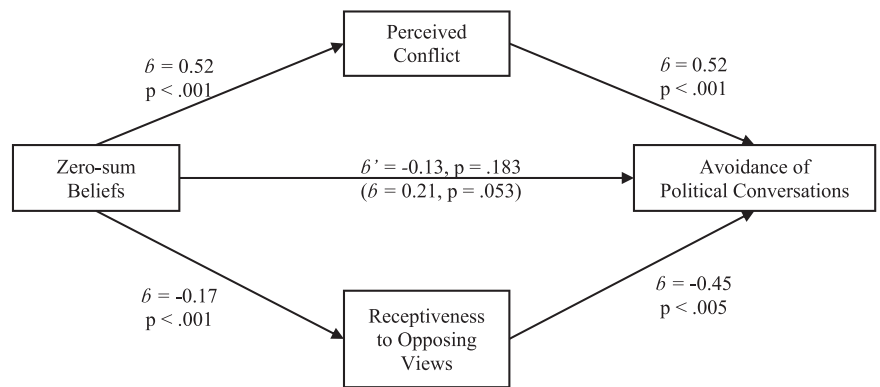 Perceived
Conflict
ϐ = 0.52
p < .001
ϐ = 0.52
p < .001
Zero-sum
Beliefs
ϐ’ = -0.13, p = .183
(ϐ = 0.21, p = .053)
Avoidance of
Political Conversations
ϐ = -0.17
p < .001
Receptiveness
to Opposing
Views
ϐ = -0.45
p < .005